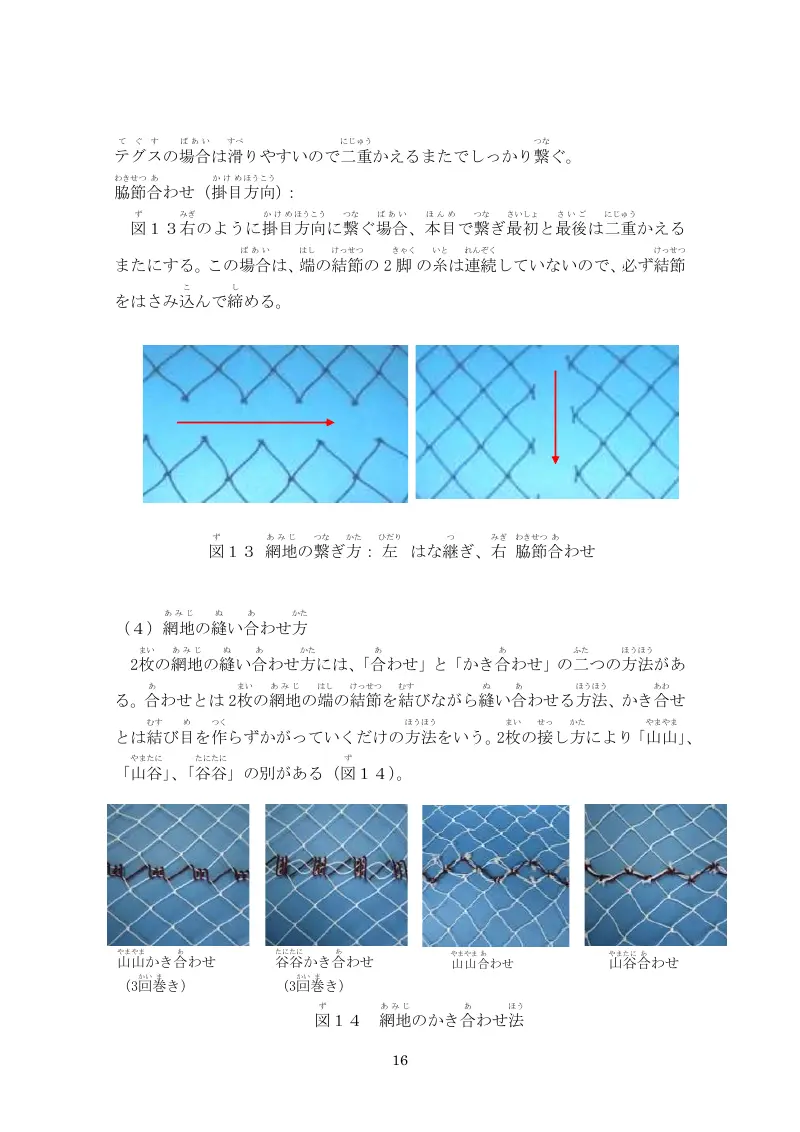 テグスの場合は滑りやすいので二重かえるまたでしっかり繋ぐ。
脇節合わせ（掛目方向）:
図１３右のように掛目方向に繋ぐ場合、本目で繋ぎ最初と最後は二重かえる
またにする。この場合は、端の結節の２脚の糸は連続していないので、必ず結節
をはさみ込んで締める。
図１３ 網地の繋ぎ方: 左 はな継ぎ、右 脇節合わせ
（４）網地の縫い合わせ方
2枚の網地の縫い合わせ方には、「合わせ」と「かき合わせ」の二つの方法があ
る。合わせとは2枚の網地の端の結節を結びながら縫い合わせる方法、かき合せ
とは結び目を作らずかがっていくだけの方法をいう。2枚の接し方により「山山」、
「山谷」、「谷谷」の別がある（図１４）。
山山かき合わせ
（3回巻き）
谷谷かき合わせ
（3回巻き）
山山合わせ
山谷合わせ
図１４ 網地のかき合わせ法
16